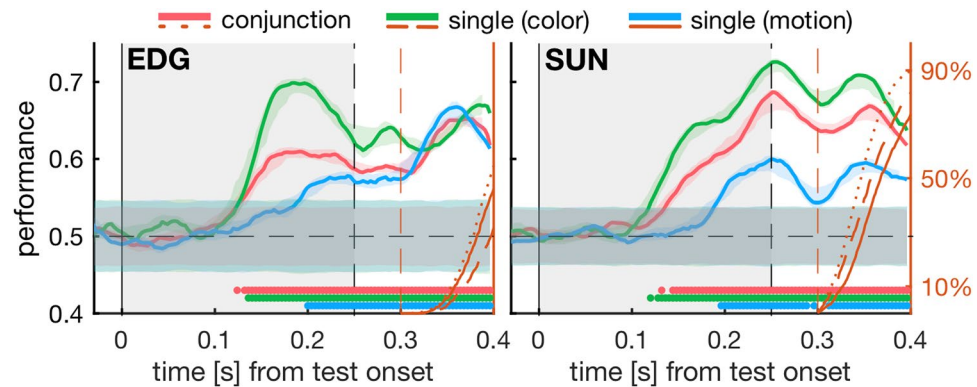 conjunction single (color) single (motion)
EDG SUN
performance
0.7
0.6
0.5
0.4
90%
50%
10%
0 0.1 0.2 0.3 0.4 0 0.1 0.2 0.3 0.4
time [s] from test onset time [s] from test onset